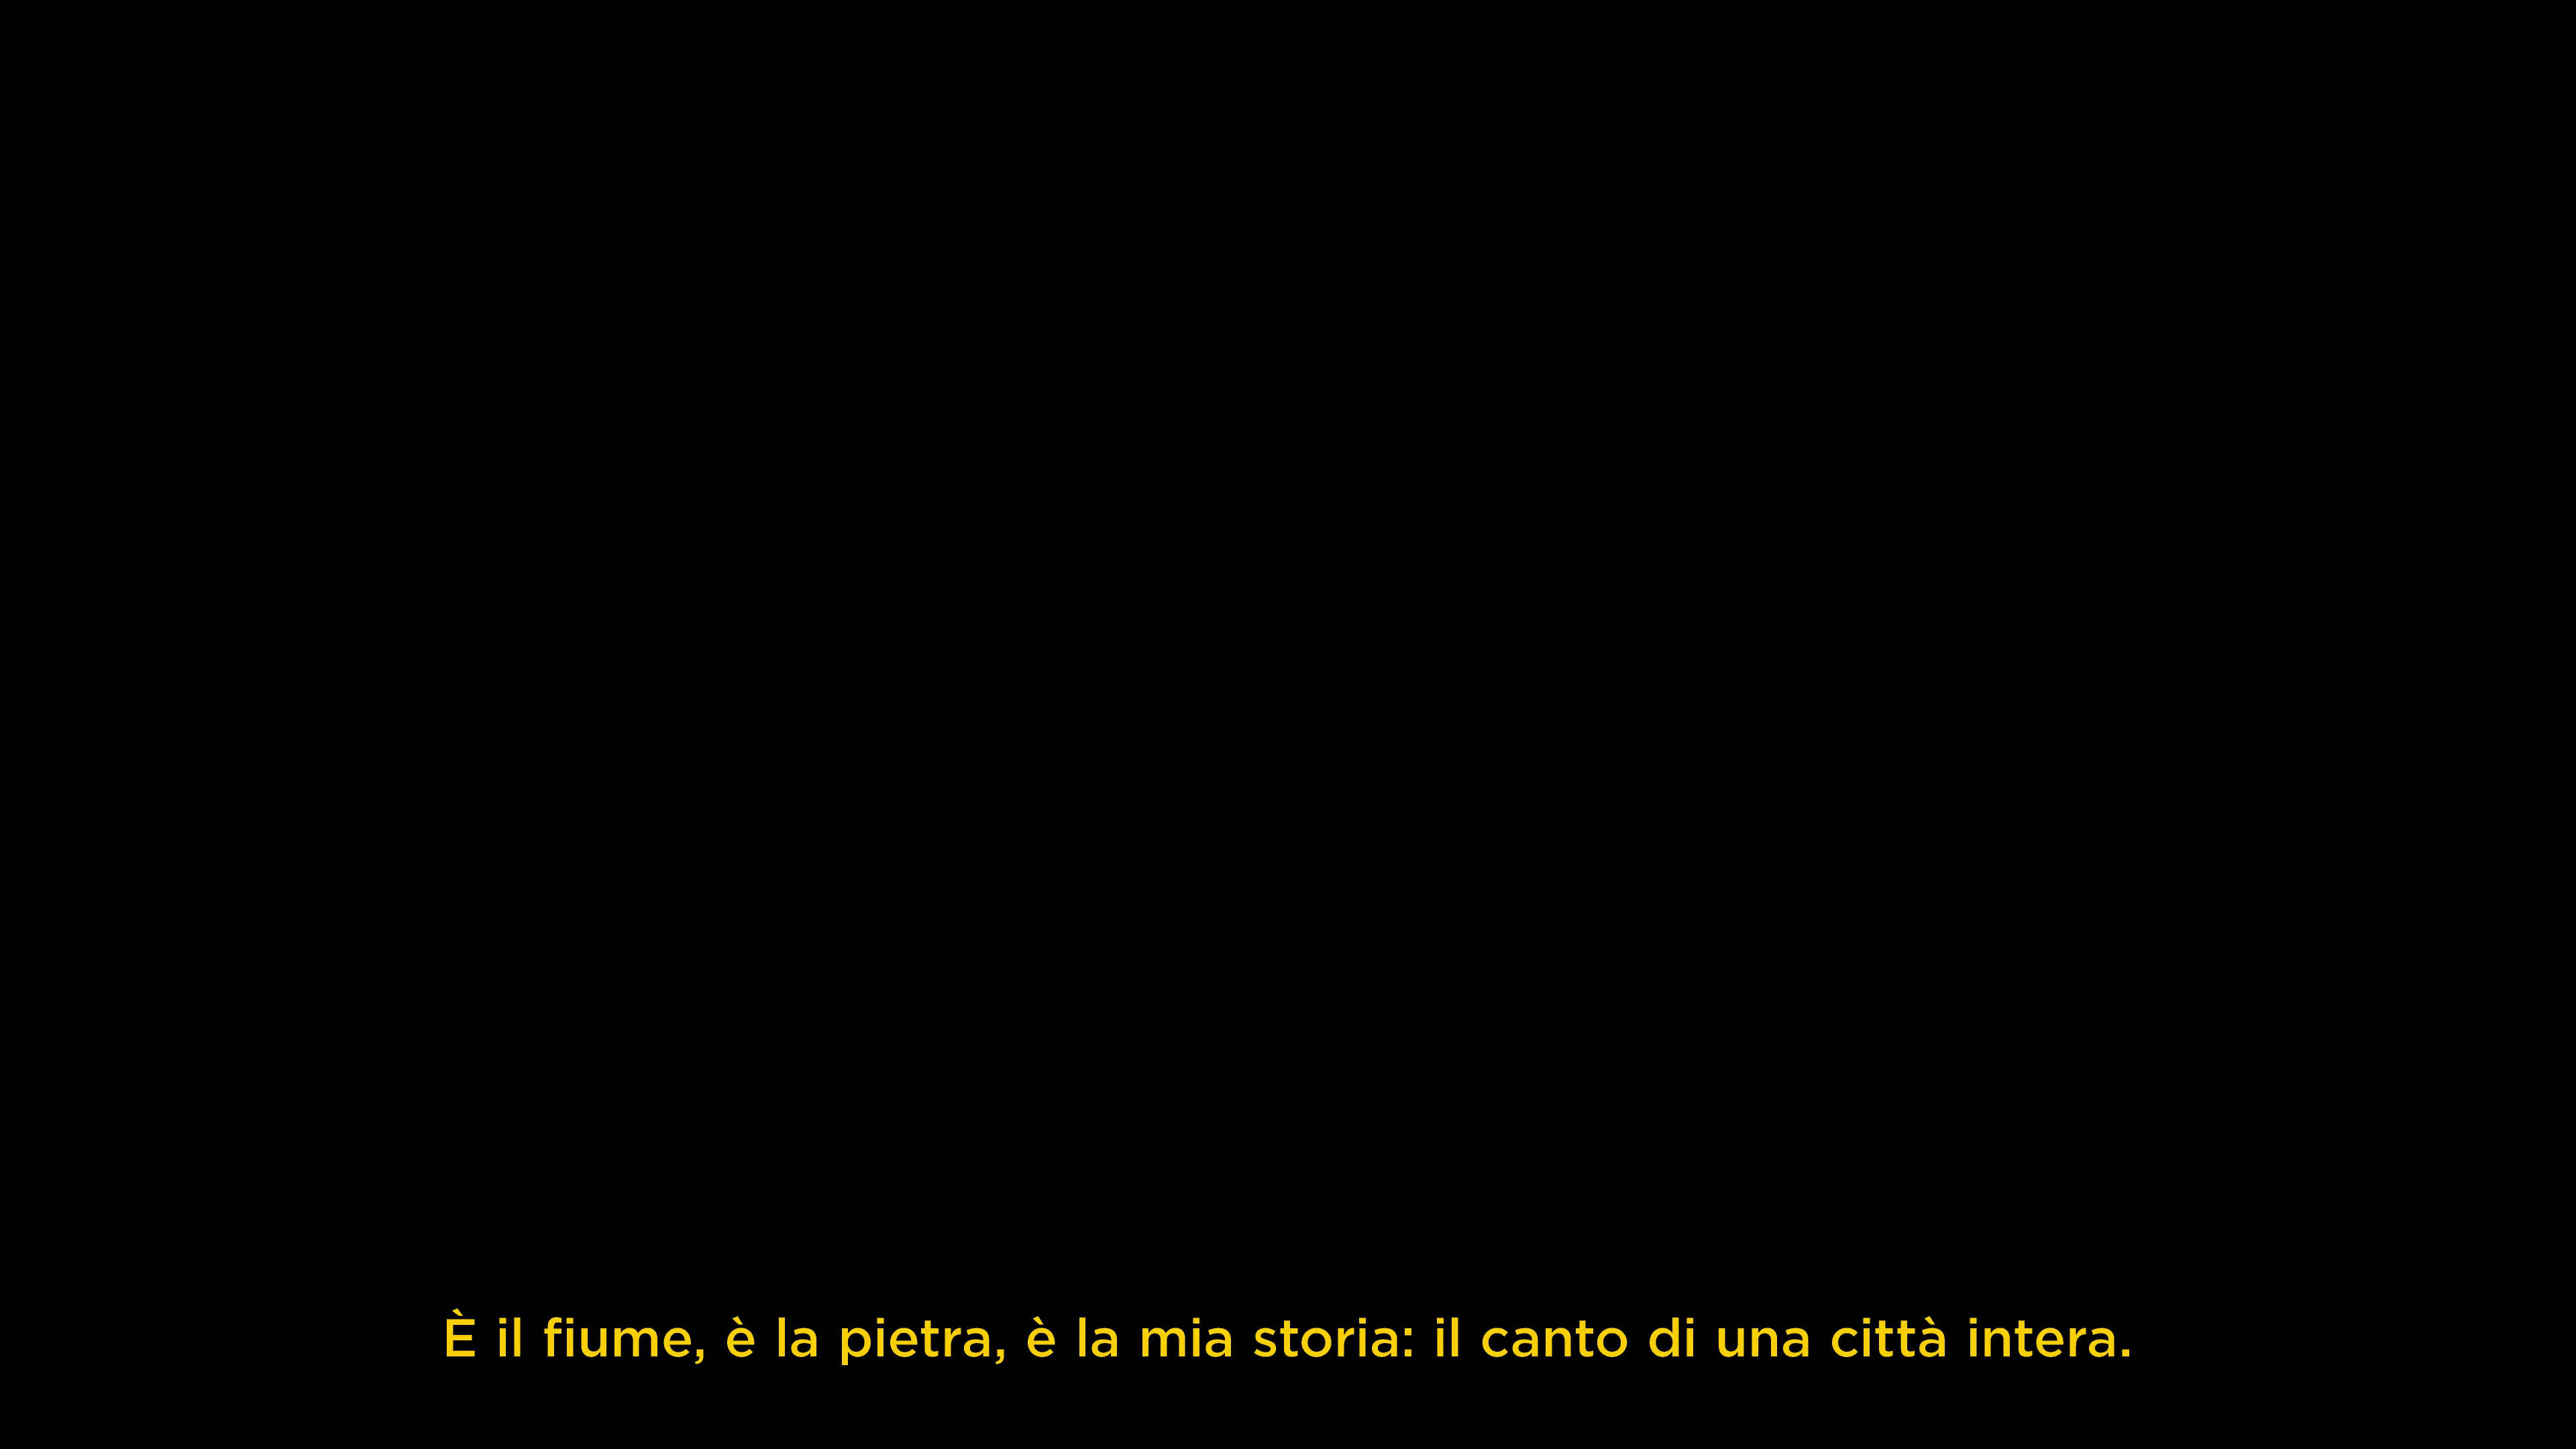 È il fiume, è la pietra, è la mia storia: il canto di una città intera.